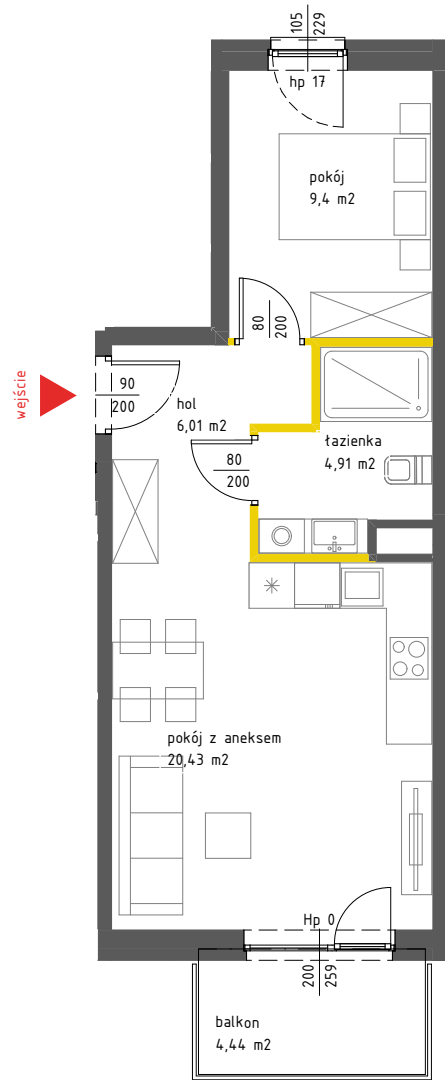 105
229
hp 17
pokój
9,4 m2
80
200
wejście
90
200
hol
6,01 m2
łazienka
4,91 m2
80
200
pokój z aneksem
20,43 m2
Hp 0
200
259
balkon
4,44 m2